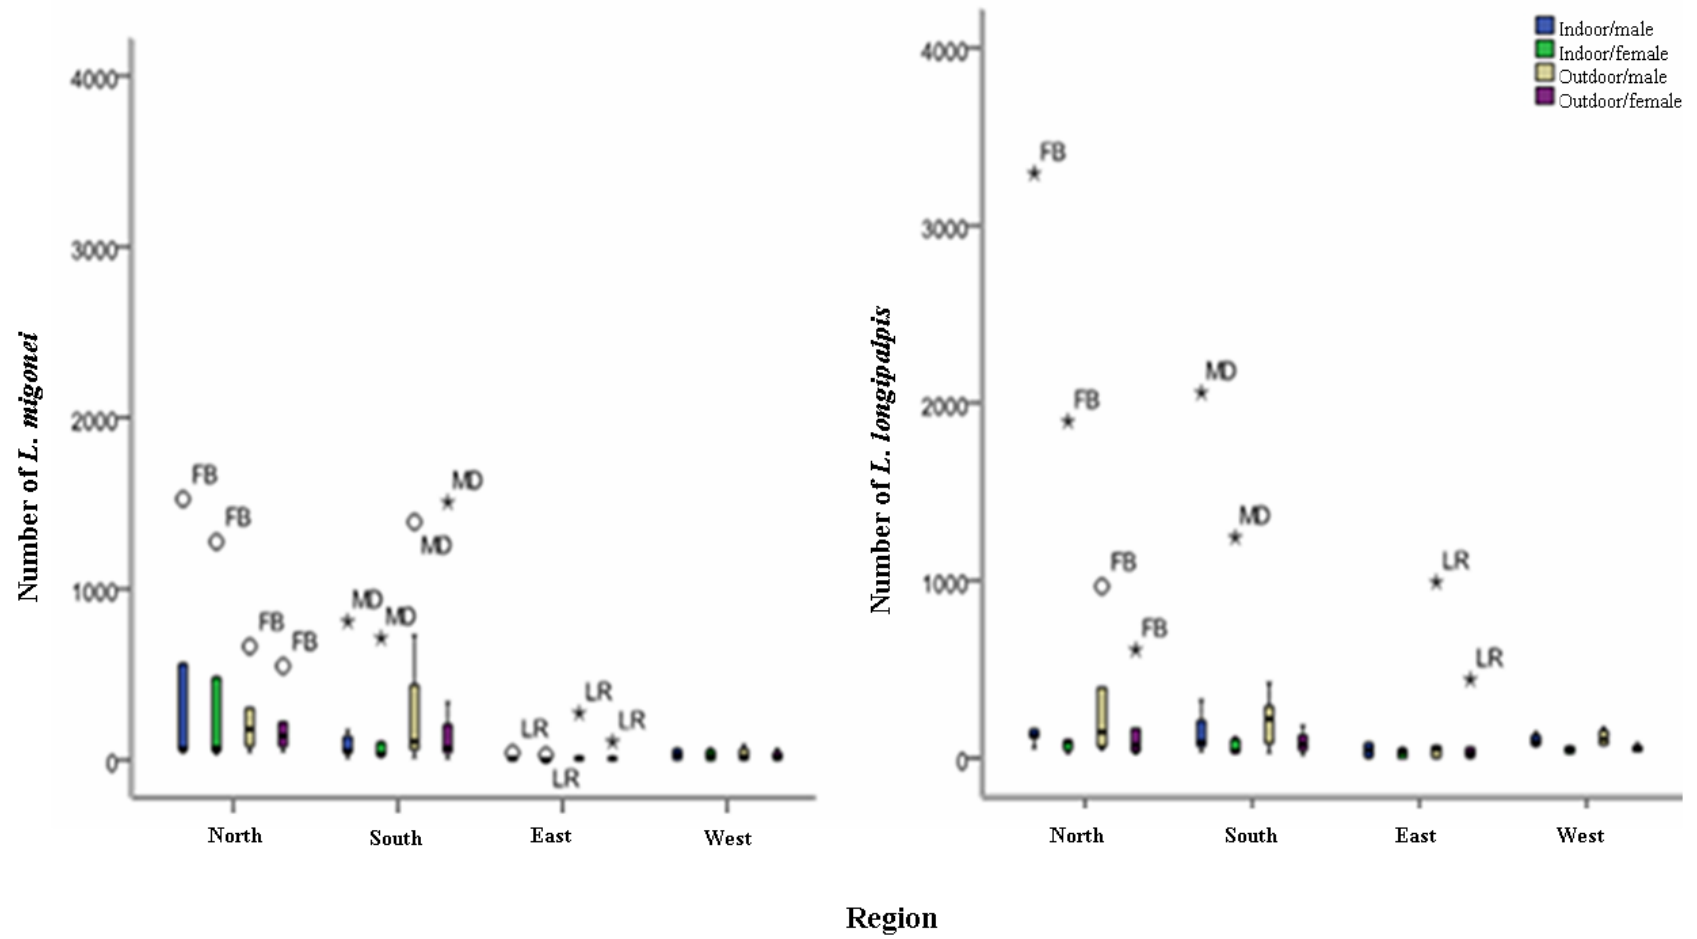 Number of L. migonei
4000
3000
2000
1000
0
FB
FB
FB
FB
MD
MD
MD
MD
LR
LR
LR
LR
North
South
East
West
Number of L. longipalpis
4000
3000
2000
1000
0
FB
FB
FB
FB
MD
MD
LR
LR
North
South
East
West
Indoor/male
Indoor/female
Outdoor/male
Outdoor/female
Region